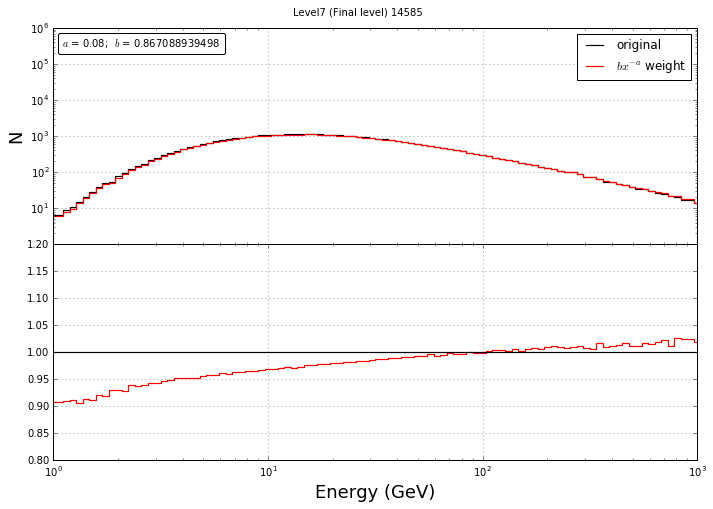 Level7 (Final level) 14585
a = 0.08; b = 0.867088939498
original
bx^{-a} weight
N
10^6
10^5
10^4
10^3
10^2
10^1
1.20
1.15
1.10
1.05
1.00
0.95
0.90
0.85
0.80
10^0 10^1 10^2 10^3
Energy (GeV)